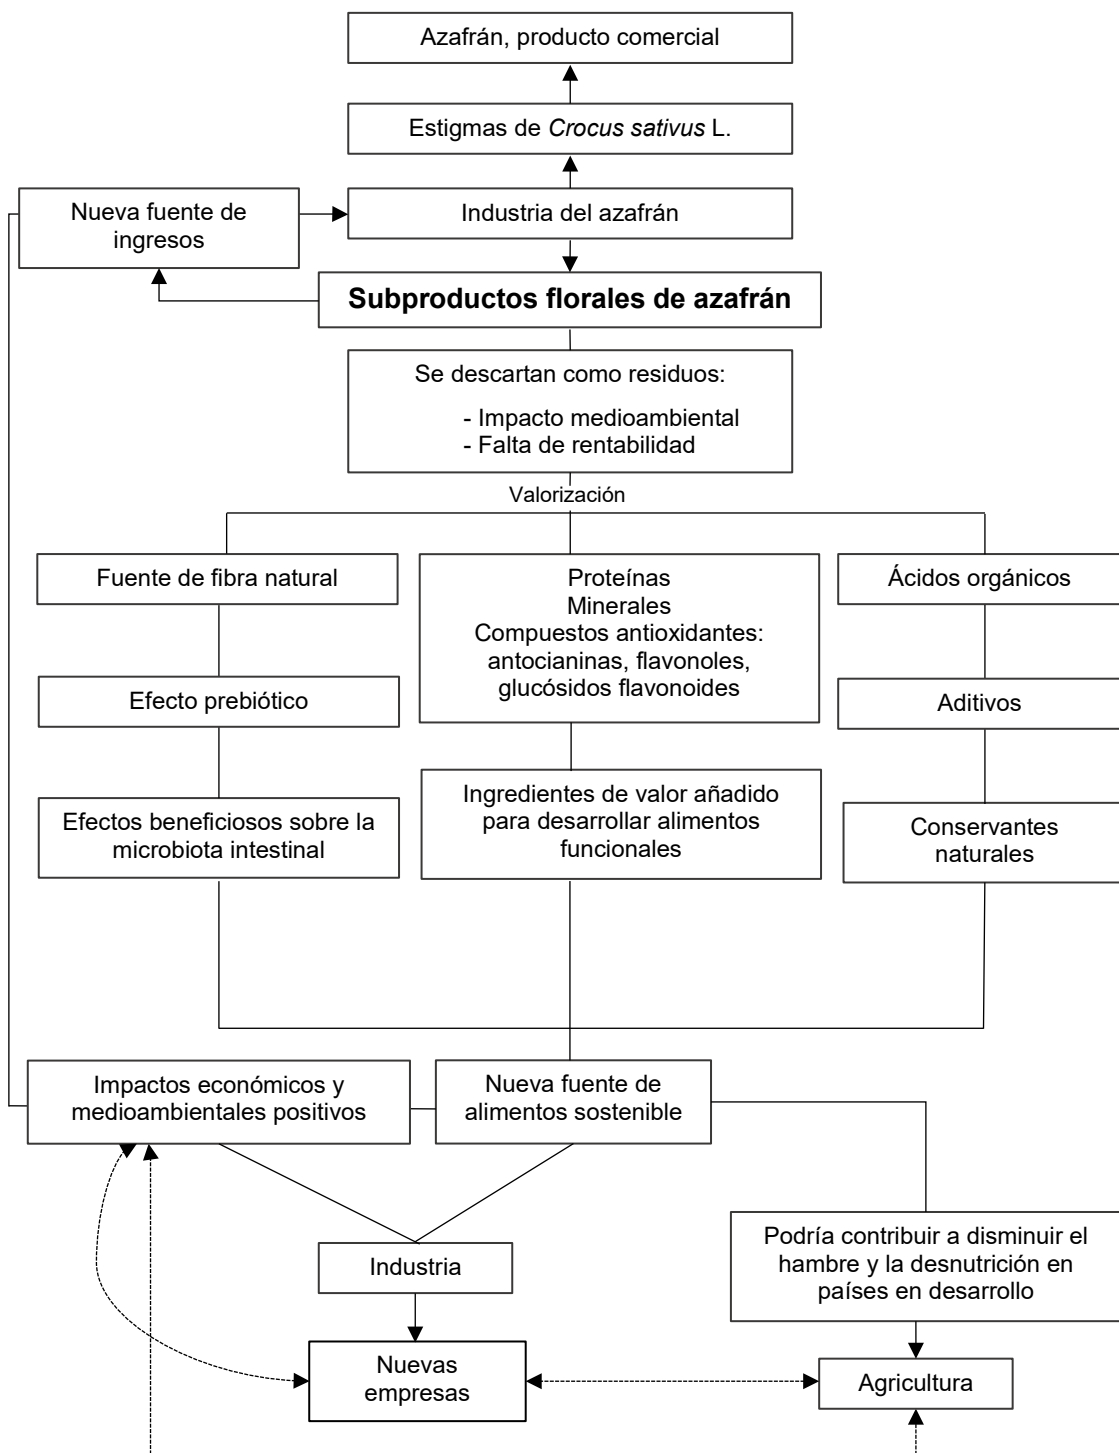 Azafrán, producto comercial
Estigmas de Crocus sativus L.
Nueva fuente de
ingresos
Industria del azafrán
Subproductos florales de azafrán
Se descartan como residuos:
- Impacto medioambiental
- Falta de rentabilidad
Valorización
Fuente de fibra natural
Proteínas
Minerales
Compuestos antioxidantes:
antocianinas, flavonoles,
glucósidos flavonoides
Ácidos orgánicos
Efecto prebiótico
Aditivos
Efectos beneficiosos sobre la
microbiota intestinal
Ingredientes de valor añadido
para desarrollar alimentos
funcionales
Conservantes
naturales
Impactos económicos y
medioambientales positivos
Nueva fuente de
alimentos sostenible
Podría contribuir a disminuir el
hambre y la desnutrición en
países en desarrollo
Industria
Nuevas
empresas
Agricultura